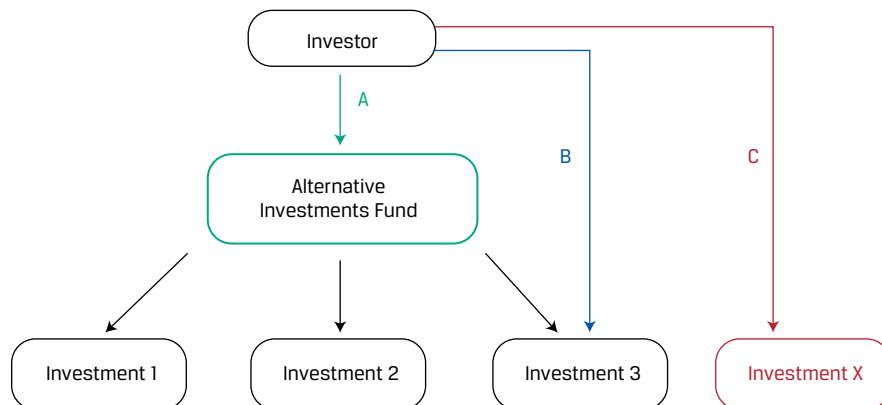 Investor
A
B
C
Alternative
Investments Fund
Investment 1
Investment 2
Investment 3
Investment X